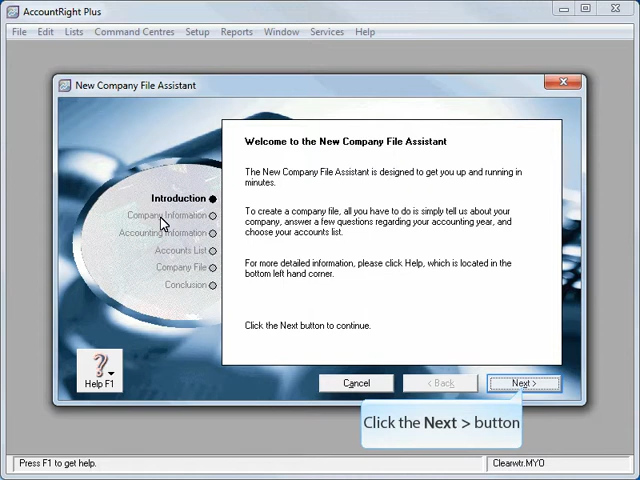 AccountRight Plus
File Edit Lists Command Centres Setup Reports Window Services Help
New Company File Assistant
Introduction
Company Information
Accounting Information
Accounts List
Company File
Conclusion
Welcome to the New Company File Assistant
The New Company File Assistant is designed to get you up and running in
minutes.
To create a company file, all you have to do is simply tell us about your
company, answer a few questions regarding your accounting year, and
choose your accounts list.
For more detailed information, please click Help, which is located in the
bottom left hand corner.
Click the Next button to continue.
Help F1
Cancel
< Back
Next >
Click the Next > button
Press F1 to get help.
Clearwtr.MYO